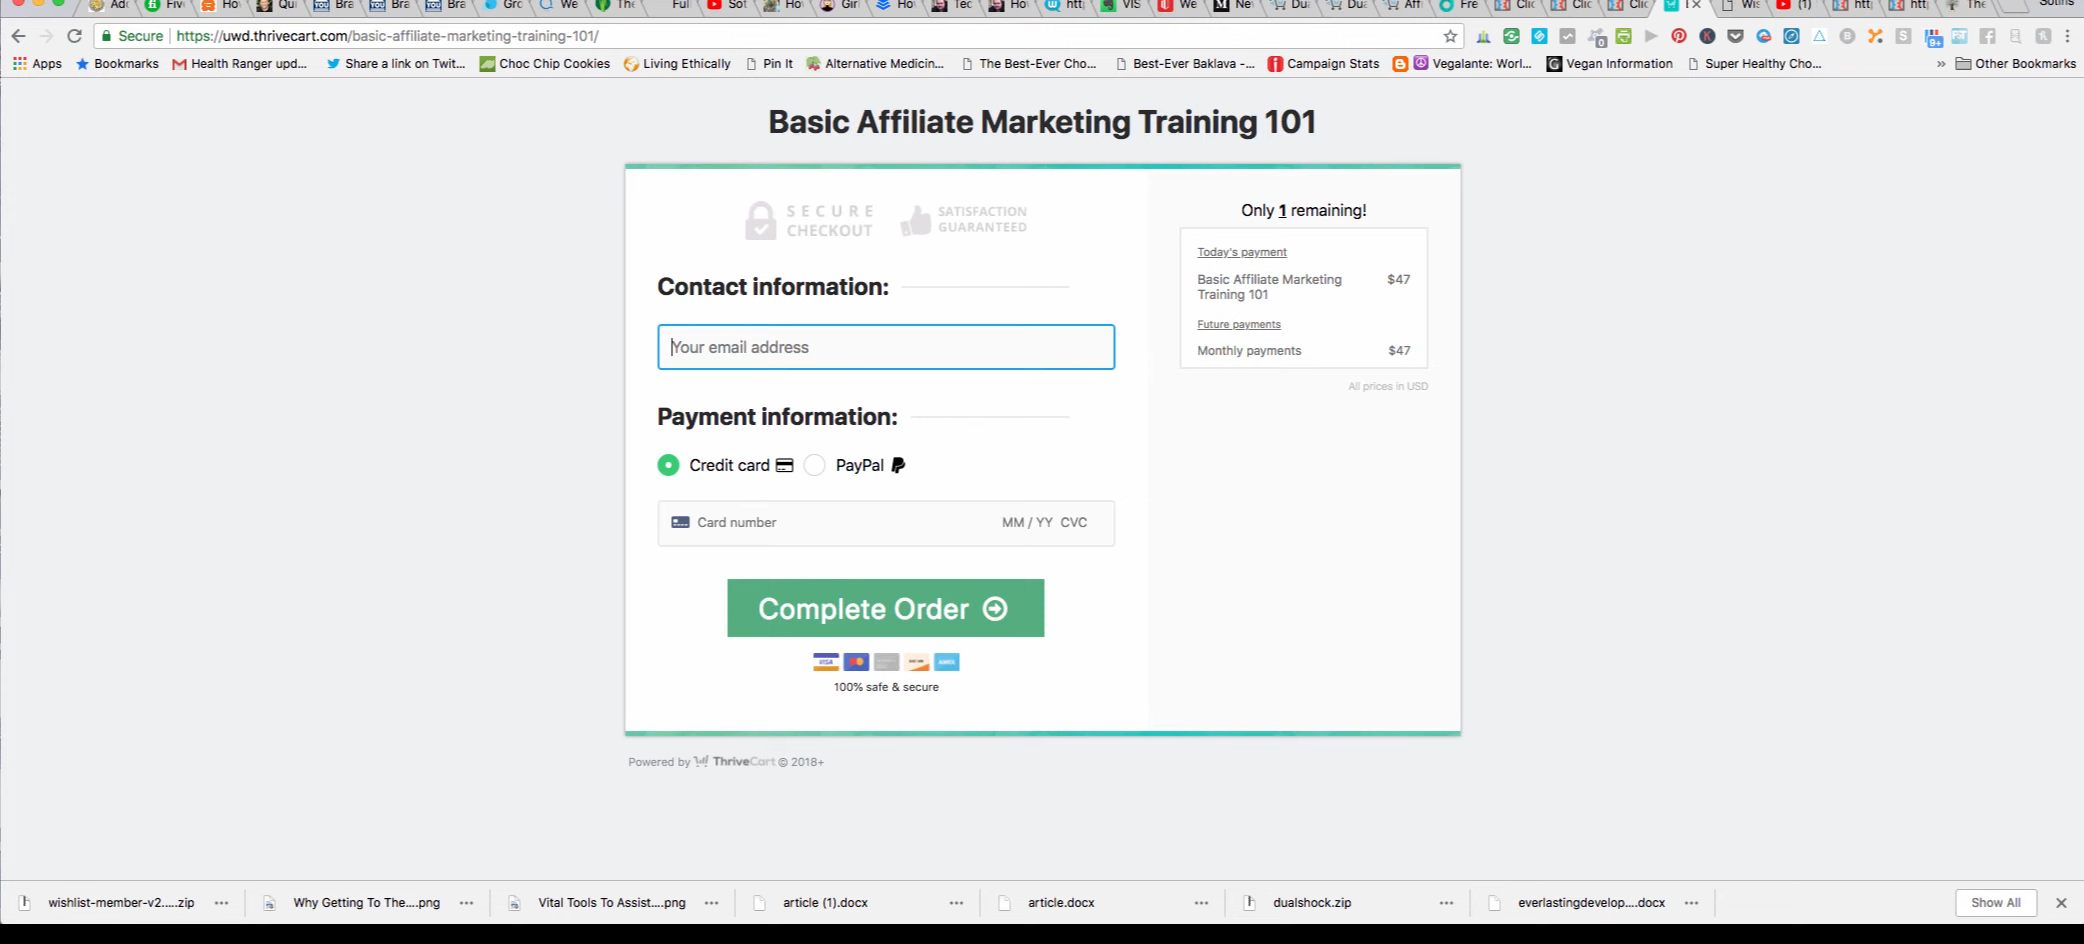 Secure https://uwd.thrivecart.com/basic-affiliate-marketing-training-101/
Apps Bookmarks Health Ranger upd... Share a link on Twit... Choc Chip Cookies Living Ethically Pin It Alternative Medicin... The Best-Ever Cho... Best-Ever Baklava -... Campaign Stats Vegalante: Worl... Vegan Information Super Healthy Cho... » Other Bookmarks
Basic Affiliate Marketing Training 101
SECURE
CHECKOUT
SATISFACTION
GUARANTEED
Contact information:
Your email address
Payment information:
Credit card PayPal
Card number MM / YY CVC
Complete Order
VISA
100% safe & secure
Only 1 remaining!
Today's payment
Basic Affiliate Marketing $47
Training 101
Future payments
Monthly payments $47
All prices in USD
Powered by ThriveCart © 2018+
wishlist-member-v2.....zip Why Getting To The....png Vital Tools To Assist....png article (1).docx article.docx dualshock.zip everlastingdevelop....docx Show All